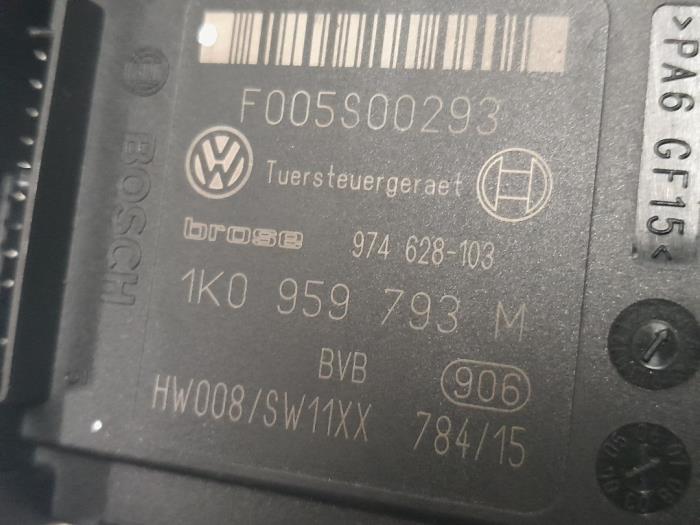 F005S00293
Tuersteuergeraet
brose 974 628-103
1K0 959 793 M
BVB 906
HW008/SW11XX 784/15
BOSCH
>PA6 GF15<